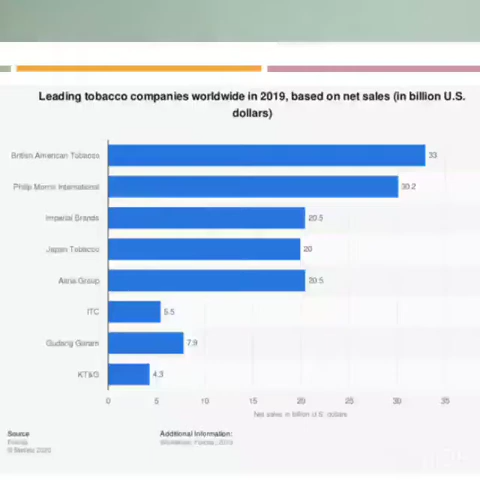 Leading tobacco companies worldwide in 2019, based on net sales (in billion U.S.
dollars)
British American Tobacco
33
Philip Morris International
30.2
Imperial Brands
20.5
Japan Tobacco
20
Altria Group
20.5
ITC
5.5
Gudang Garam
7.9
KT&G
4.3
0 5 10 15 20 25 30 35
Net sales in billion U.S. dollars
Source
© Statista 2020
Additional Information: